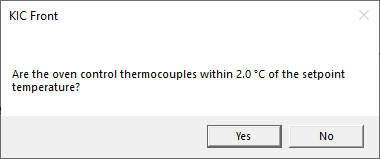 KIC Front
Are the oven control thermocouples within 2.0 °C of the setpoint
temperature?
Yes
No